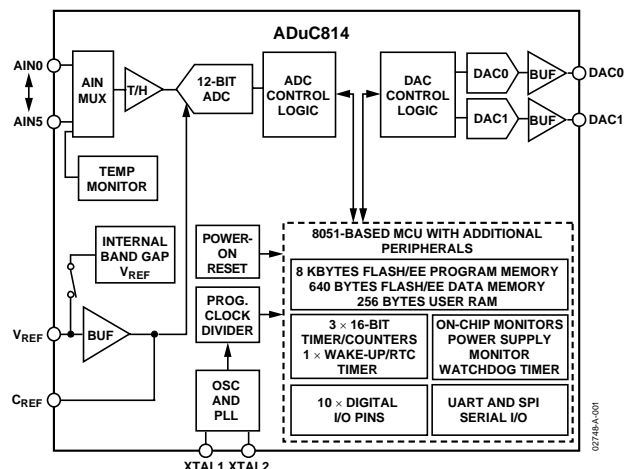 ADuC814
AIN0
AIN5
AIN
MUX
T/H
12-BIT
ADC
ADC
CONTROL
LOGIC
DAC
CONTROL
LOGIC
DAC0
BUF
DAC0
DAC1
BUF
DAC1
TEMP
MONITOR
INTERNAL
BAND GAP
VREF
POWER-
ON
RESET
8051-BASED MCU WITH ADDITIONAL
PERIPHERALS
8 KBYTES FLASH/EE PROGRAM MEMORY
640 BYTES FLASH/EE DATA MEMORY
256 BYTES USER RAM
VREF
BUF
PROG.
CLOCK
DIVIDER
3 × 16-BIT
TIMER/COUNTERS
1 × WAKE-UP/RTC
TIMER
ON-CHIP MONITORS
POWER SUPPLY
MONITOR
WATCHDOG TIMER
CREF
OSC
AND
PLL
10 × DIGITAL
I/O PINS
UART AND SPI
SERIAL I/O
XTAL1 XTAL2
02748-A-001